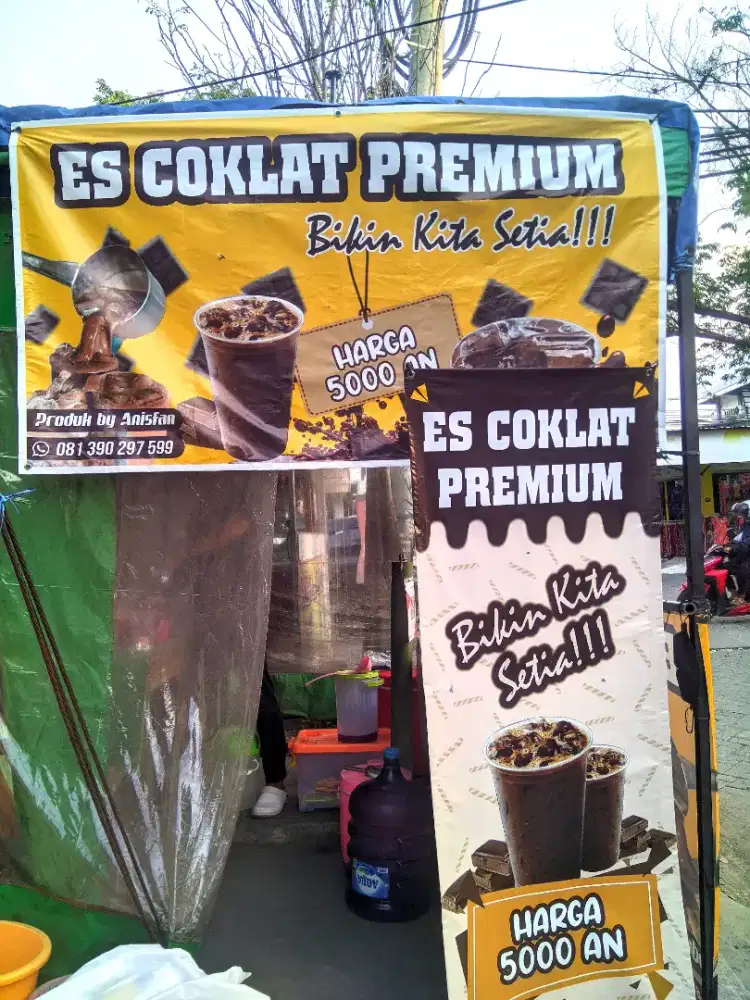 ES COKLAT PREMIUM
Bikin Kita Setia!!!
HARGA
5000 AN
Produk by Anisfan
081 390 297 599
ES COKLAT
PREMIUM
Bikin Kita
Setia!!!
HARGA
5000 AN